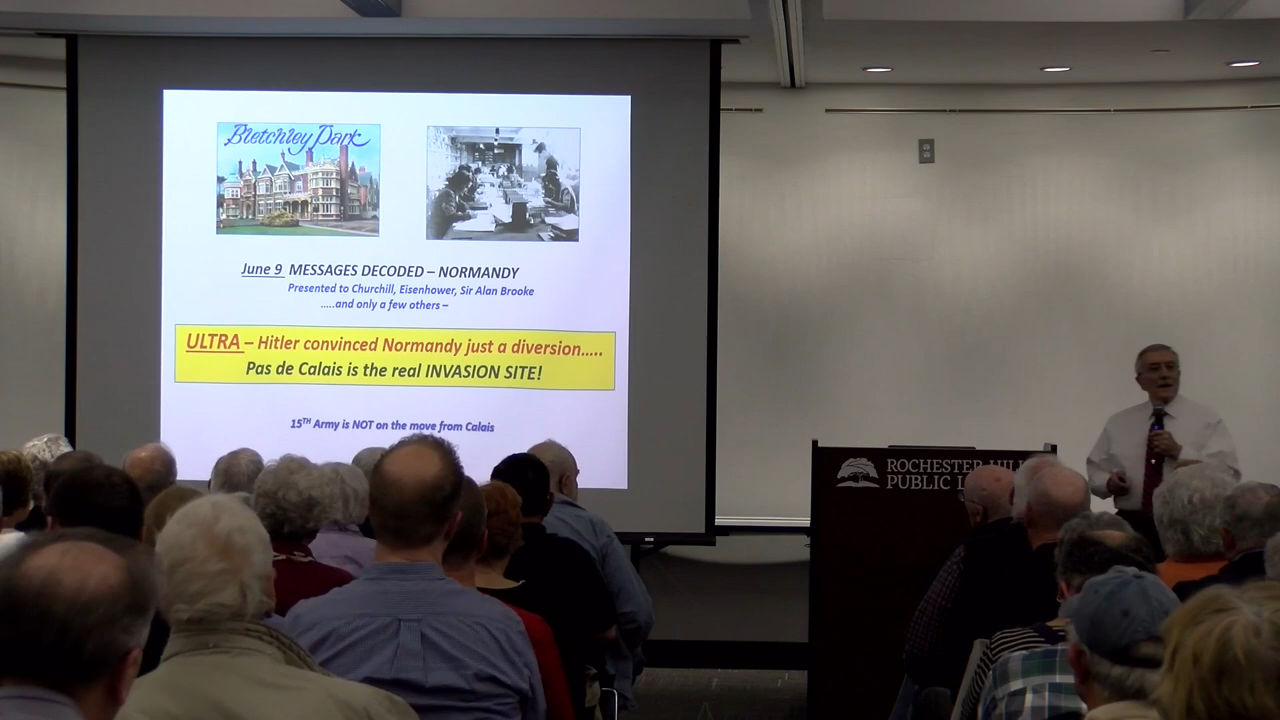 Bletchley Park
June 9 MESSAGES DECODED – NORMANDY
Presented to Churchill, Eisenhower, Sir Alan Brooke
.....and only a few others –
ULTRA – Hitler convinced Normandy just a diversion.....
Pas de Calais is the real INVASION SITE!
15TH Army is NOT on the move from Calais
ROCHESTER HILL
PUBLIC L